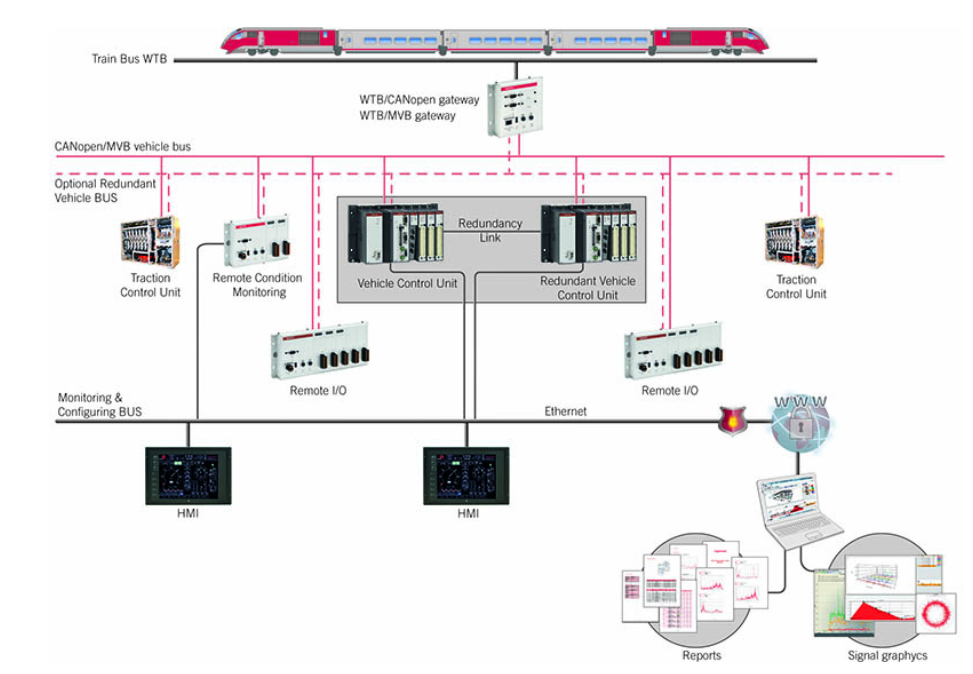 Train Bus WTB
WTB/CANopen gateway
WTB/MVB gateway
CANopen/MVB vehicle bus
Optional Redundant
Vehicle BUS
Redundancy
Link
Traction
Control Unit
Remote Condition
Monitoring
Vehicle Control Unit
Redundant Vehicle
Control Unit
Traction
Control Unit
Remote I/O
Remote I/O
Monitoring &
Configuring BUS
Ethernet
WWW
HMI
HMI
Reports
Signal graphycs